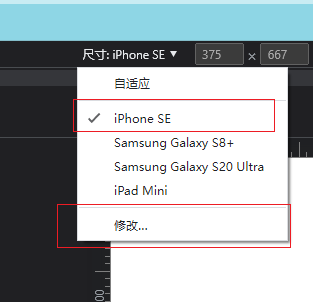 尺寸: iPhone SE ▼ 375 × 667
自适应
iPhone SE
Samsung Galaxy S8+
Samsung Galaxy S20 Ultra
iPad Mini
修改...